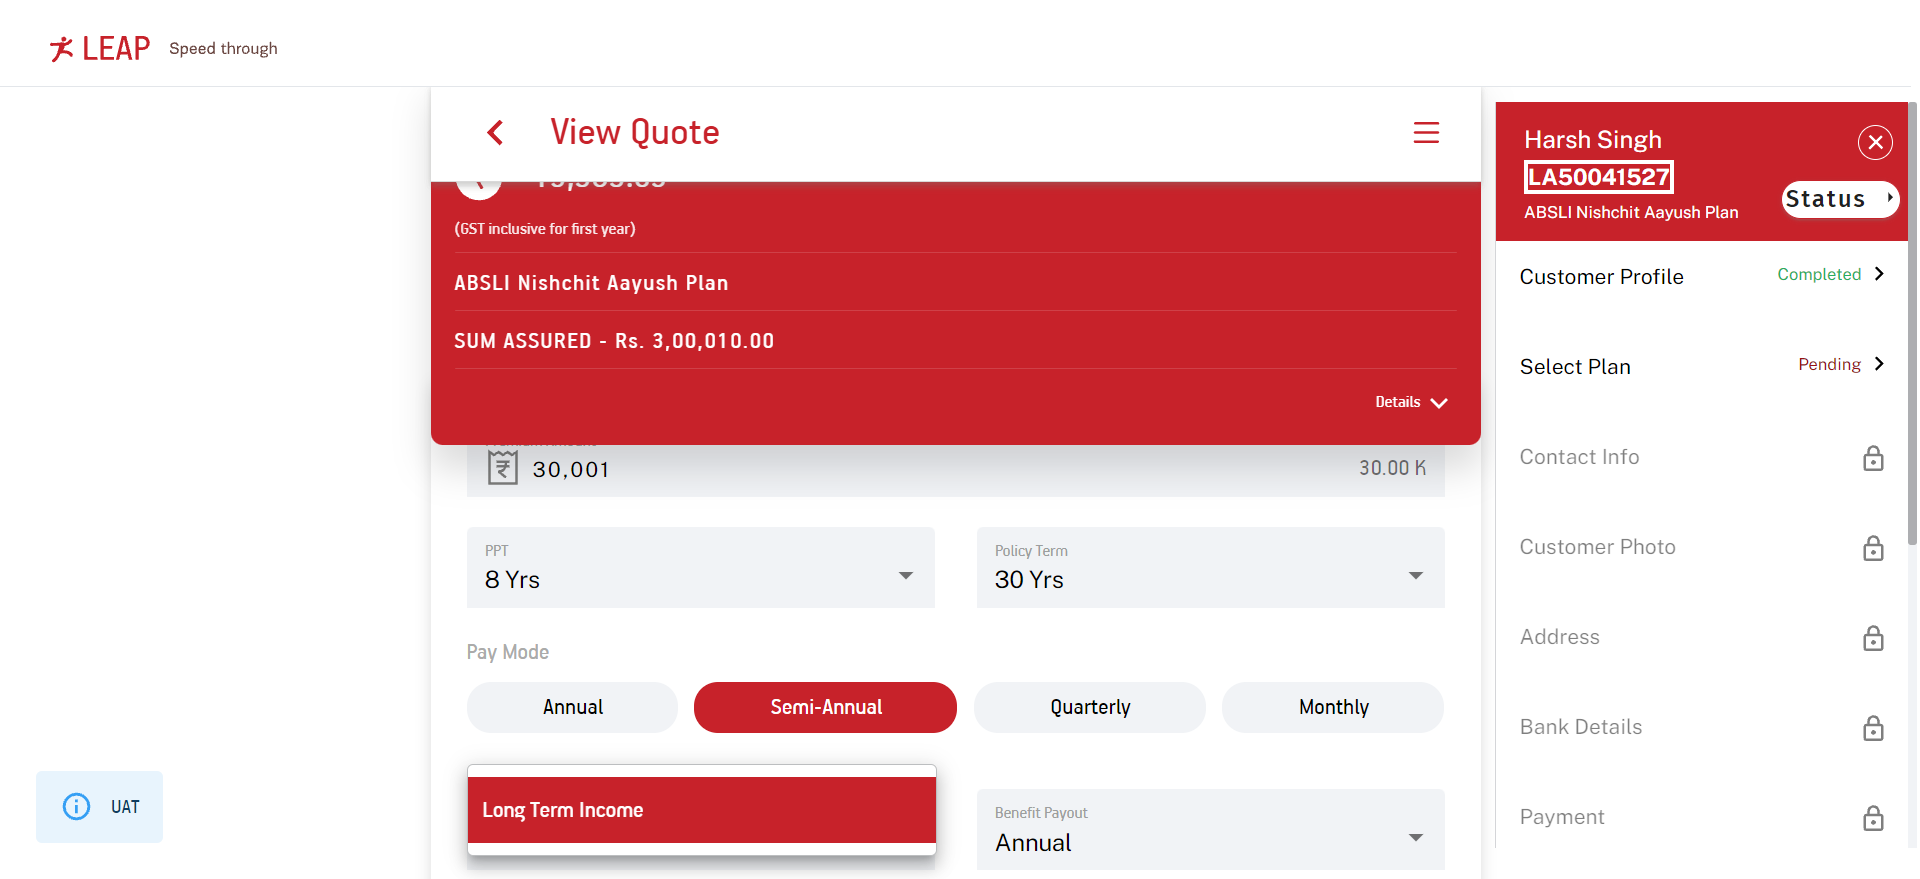 LEAP Speed through
View Quote
(GST inclusive for first year)
ABSLI Nishchit Aayush Plan
SUM ASSURED - Rs. 3,00,010.00
Details
₹ 30,001 30.00 K
PPT
8 Yrs
Policy Term
30 Yrs
Pay Mode
Annual
Semi-Annual
Quarterly
Monthly
Long Term Income
Benefit Payout
Annual
UAT
Harsh Singh
LA50041527
ABSLI Nishchit Aayush Plan
Status
Customer Profile Completed
Select Plan Pending
Contact Info
Customer Photo
Address
Bank Details
Payment